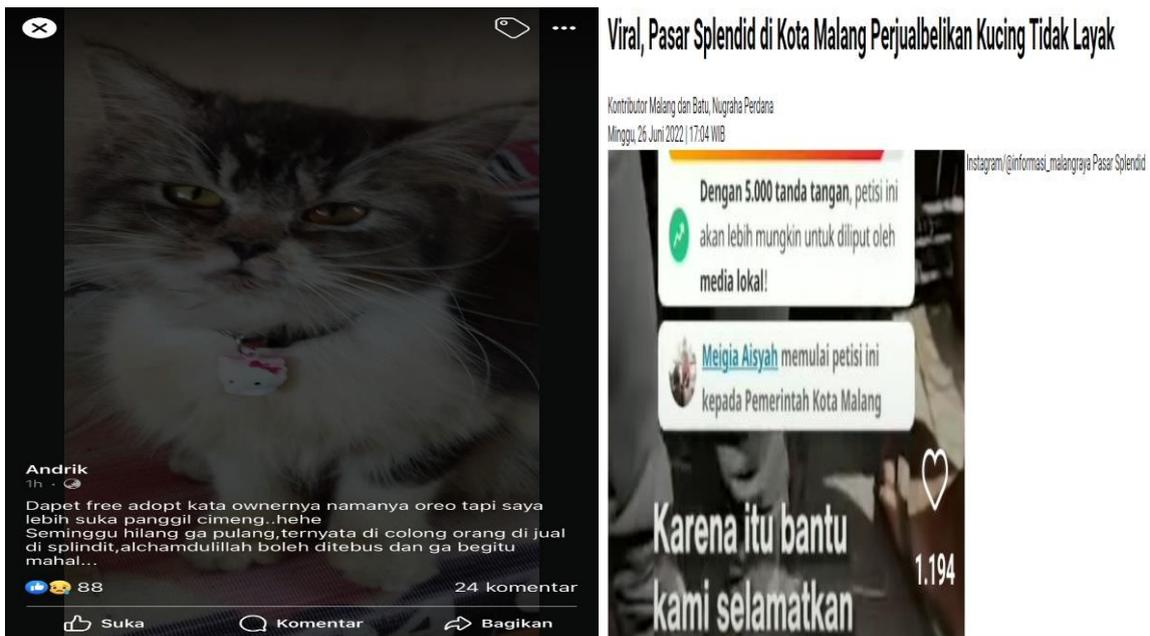 Andrik
1h ·
Dapet free adopt kata ownernya namanya oreo tapi saya
lebih suka panggil cimeng..hehe
Seminggu hilang ga pulang,ternyata di colong orang di jual
di splindit,alchamdulillah boleh ditebus dan ga begitu
mahal...
88
24 komentar
Suka
Komentar
Bagikan
Viral, Pasar Splendid di Kota Malang Perjualbelikan Kucing Tidak Layak
Kontributor Malang dan Batu, Nugraha Perdana
Minggu, 26 Juni 2022 | 17:04 WIB
Instagram/@informasi_malangraya Pasar Splendid
Dengan 5.000 tanda tangan, petisi ini
akan lebih mungkin untuk diliput oleh
media lokal!
Meigia Aisyah memulai petisi ini
kepada Pemerintah Kota Malang
Karena itu bantu
kami selamatkan
1.194